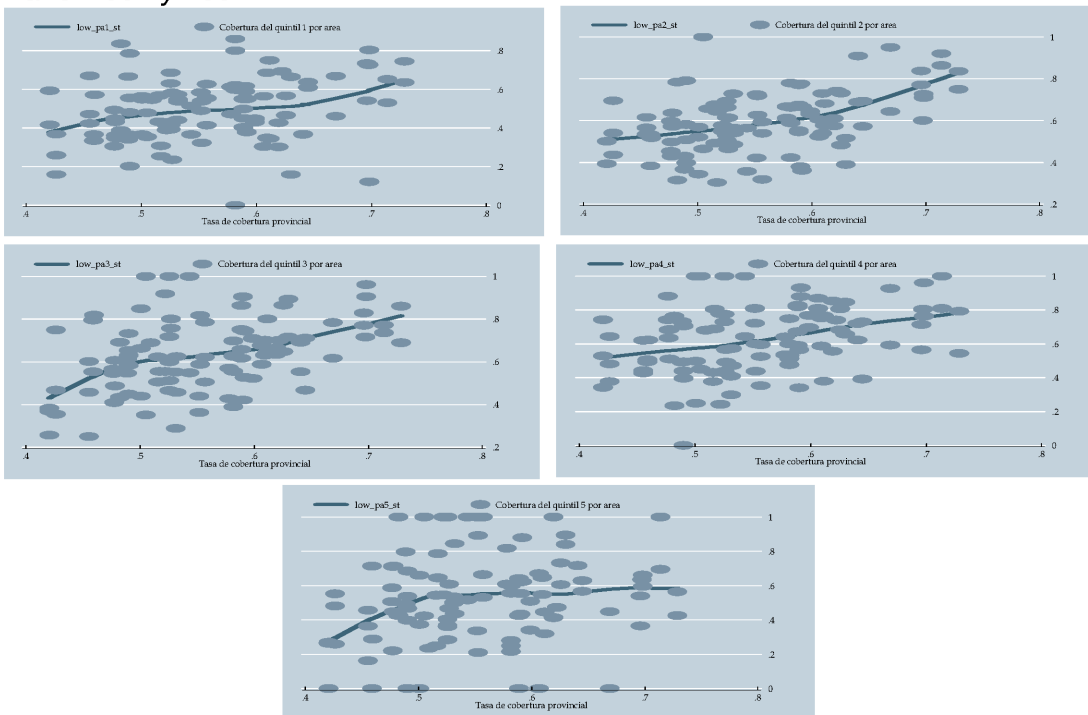 low_pa1_st Cobertura del quintil 1 por area
.8
.6
.4
.2
0
.4 .5 .6 .7 .8
Tasa de cobertura provincial
low_pa2_st Cobertura del quintil 2 por area
1
.8
.6
.4
.2
.4 .5 .6 .7 .8
Tasa de cobertura provincial
low_pa3_st Cobertura del quintil 3 por area
1
.8
.6
.4
.2
.4 .5 .6 .7 .8
Tasa de cobertura provincial
low_pa4_st Cobertura del quintil 4 por area
1
.8
.6
.4
.2
0
.4 .5 .6 .7 .8
Tasa de cobertura provincial
low_pa5_st Cobertura del quintil 5 por area
1
.8
.6
.4
.2
0
.4 .5 .6 .7 .8
Tasa de cobertura provincial